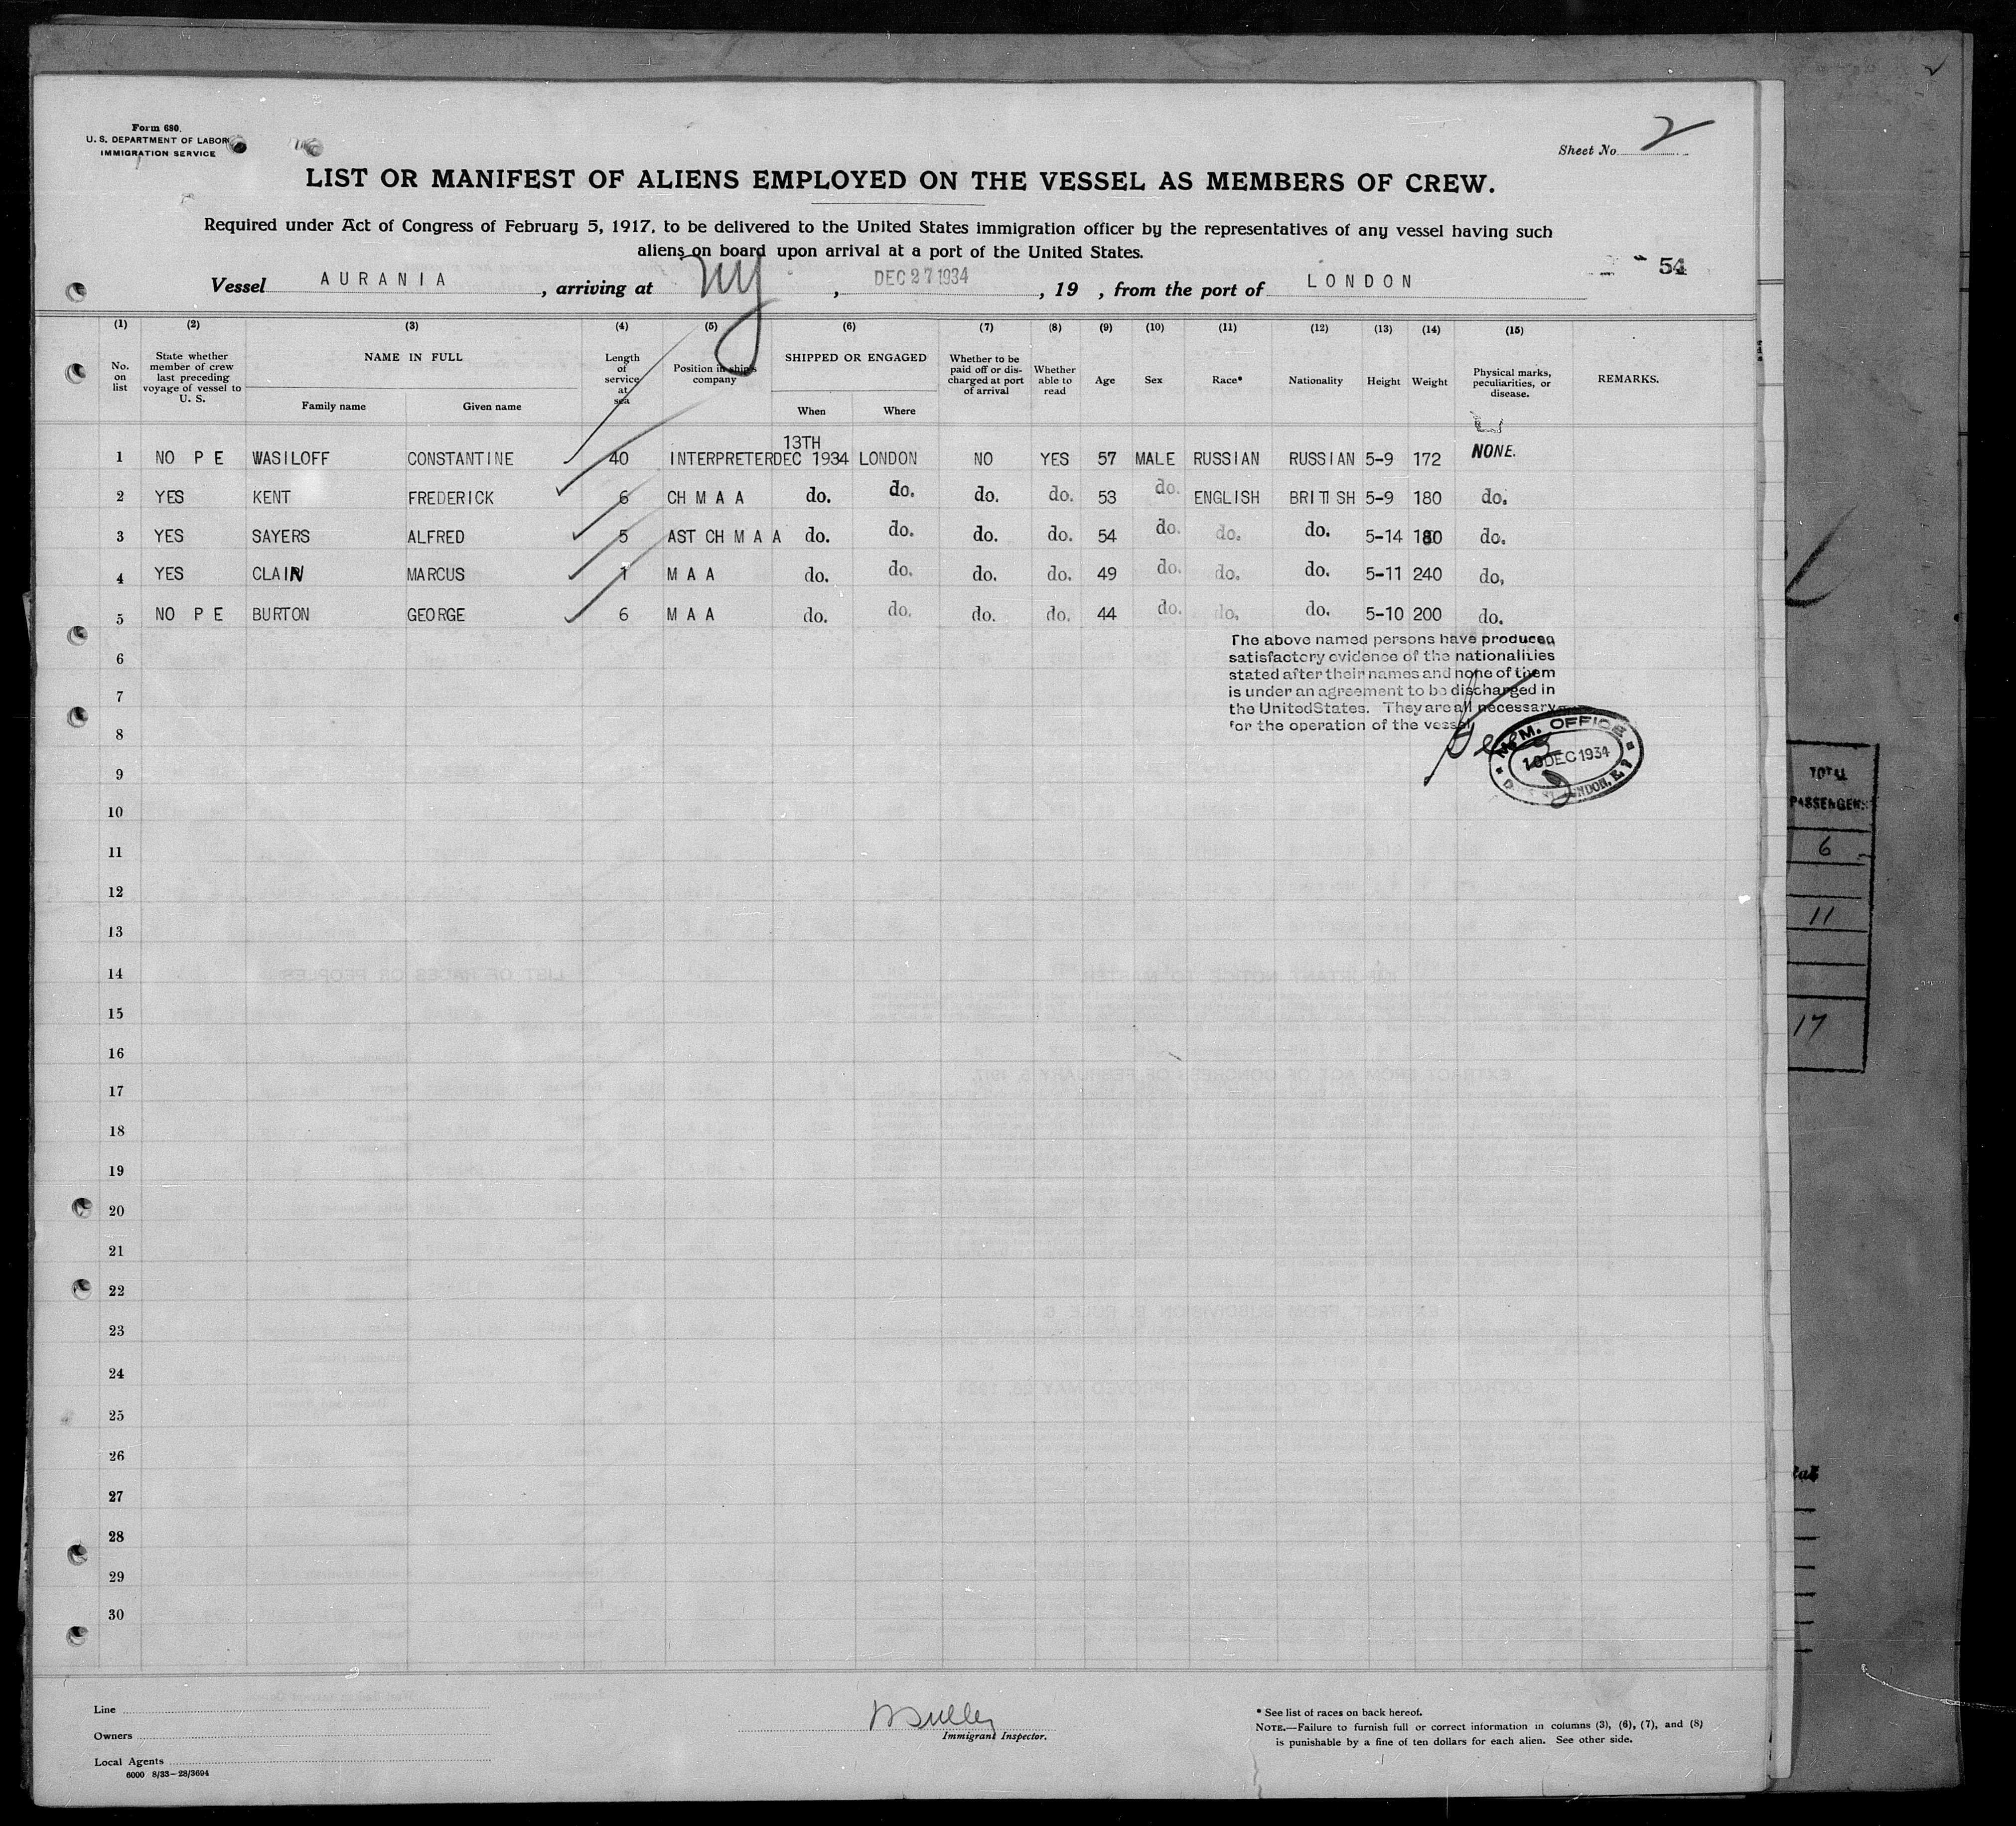 Form 680.
U. S. DEPARTMENT OF LABOR
IMMIGRATION SERVICE
Sheet No. 2
LIST OR MANIFEST OF ALIENS EMPLOYED ON THE VESSEL AS MEMBERS OF CREW.
Required under Act of Congress of February 5, 1917, to be delivered to the United States immigration officer by the representatives of any vessel having such
aliens on board upon arrival at a port of the United States.
54
Vessel AURANIA, arriving at NY, DEC 27 1934, 19 , from the port of LONDON
(1) (2) (3) (4) (5) (6) (7) (8) (9) (10) (11) (12) (13) (14) (15)
No. on list
State whether member of crew last preceding voyage of vessel to U. S.
NAME IN FULL
Family name
Given name
Length of service at sea
Position in ship's company
SHIPPED OR ENGAGED
When
Where
Whether to be paid off or discharged at port of arrival
Whether able to read
Age
Sex
Race*
Nationality
Height
Weight
Physical marks, peculiarities, or disease.
REMARKS.
1 NO P E WASILOFF CONSTANTINE 40 INTERPRETER 13TH DEC 1934 LONDON NO YES 57 MALE RUSSIAN RUSSIAN 5-9 172 NONE.
2 YES KENT FREDERICK 6 CH M A A do. do. do. do. 53 do. ENGLISH BRITISH 5-9 180 do.
3 YES SAYERS ALFRED 5 AST CH M A A do. do. do. do. 54 do. do. do. 5-14 180 do.
4 YES CLAIN MARCUS 1 M A A do. do. do. do. 49 do. do. do. 5-11 240 do.
5 NO P E BURTON GEORGE 6 M A A do. do. do. do. 44 do. do. do. 5-10 200 do.
The above named persons have produced
satisfactory evidence of the nationalities
stated after their names and none of them
is under an agreement to be discharged in
the United States. They are all necessary
for the operation of the vessel
M.M. OFFICE
10 DEC 1934
LONDON, E.
6
7
8
9
10
11
12
13
14
15
16
17
18
19
20
21
22
23
24
25
26
27
28
29
30
TOTAL
PASSENGERS
6
11
17
Line
Owners
Local Agents
6000 8/33—28/3694
Immigrant Inspector.
* See list of races on back hereof.
NOTE.—Failure to furnish full or correct information in columns (3), (6), (7), and (8)
is punishable by a fine of ten dollars for each alien. See other side.